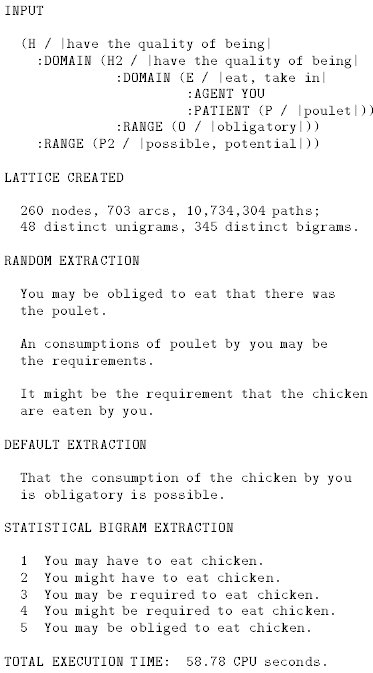 INPUT
(H / |have the quality of being|
:DOMAIN (H2 / |have the quality of being|
:DOMAIN (E / |eat, take in|
:AGENT YOU
:PATIENT (P / |poulet|))
:RANGE (O / |obligatory|))
:RANGE (P2 / |possible, potential|))
LATTICE CREATED
260 nodes, 703 arcs, 10,734,304 paths;
48 distinct unigrams, 345 distinct bigrams.
RANDOM EXTRACTION
You may be obliged to eat that there was
the poulet.
An consumptions of poulet by you may be
the requirements.
It might be the requirement that the chicken
are eaten by you.
DEFAULT EXTRACTION
That the consumption of the chicken by you
is obligatory is possible.
STATISTICAL BIGRAM EXTRACTION
1 You may have to eat chicken.
2 You might have to eat chicken.
3 You may be required to eat chicken.
4 You might be required to eat chicken.
5 You may be obliged to eat chicken.
TOTAL EXECUTION TIME: 58.78 CPU seconds.